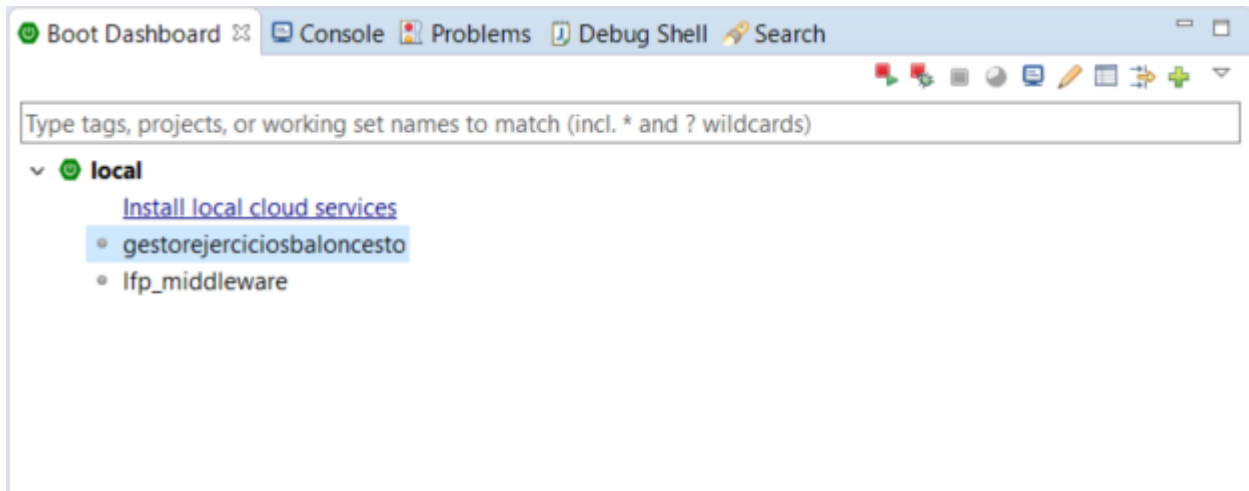 Boot Dashboard Console Problems Debug Shell Search
Type tags, projects, or working set names to match (incl. * and ? wildcards)
local
Install local cloud services
gestorejerciciosbaloncesto
lfp_middleware